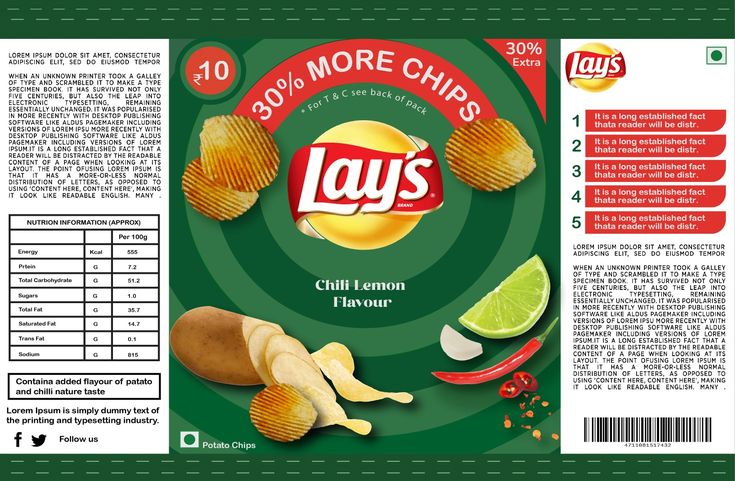 LOREM IPSUM DOLOR SIT AMET, CONSECTETUR
ADIPISCING ELIT, SED DO EIUSMOD TEMPOR
WHEN AN UNKNOWN PRINTER TOOK A GALLEY
OF TYPE AND SCRAMBLED IT TO MAKE A TYPE
SPECIMEN BOOK. IT HAS SURVIVED NOT ONLY
FIVE CENTURIES, BUT ALSO THE LEAP INTO
ELECTRONIC TYPESETTING, REMAINING
ESSENTIALLY UNCHANGED. IT WAS POPULARISED
IN MORE RECENTLY WITH DESKTOP PUBLISHING
SOFTWARE LIKE ALDUS PAGEMAKER INCLUDING
VERSIONS OF LOREM IPSU MORE RECENTLY WITH
DESKTOP PUBLISHING SOFTWARE LIKE ALDUS
PAGEMAKER INCLUDING VERSIONS OF LOREM
IPSUM.IT IS A LONG ESTABLISHED FACT THAT A
READER WILL BE DISTRACTED BY THE READABLE
CONTENT OF A PAGE WHEN LOOKING AT ITS
LAYOUT. THE POINT OFUSING LOREM IPSUM IS
THAT IT HAS A MORE-OR-LESS NORMAL
DISTRIBUTION OF LETTERS, AS OPPOSED TO
USING 'CONTENT HERE, CONTENT HERE', MAKING
IT LOOK LIKE READABLE ENGLISH. MANY .
NUTRION INFORMATION (APPROX)
Per 100g
Energy Kcal 555
Prtein G 7.2
Total Carbohydrate G 51.2
Sugars G 1.0
Total Fat G 35.7
Saturated Fat G 14.7
Trans Fat G 0.1
Sodium G 815
Containa added flayour of patato
and chilli nature taste
Lorem Ipsum is simply dummy text of
the printing and typesetting industry.
Follow us
₹10
30% MORE CHIPS
* For T & C see back of pack
30%
Extra
Lay's
BRAND
Chili Lemon
Flavour
Potato Chips
Lay's
1 It is a long established fact
thata reader will be distr.
2 It is a long established fact
thata reader will be distr.
3 It is a long established fact
thata reader will be distr.
4 It is a long established fact
thata reader will be distr.
5 It is a long established fact
thata reader will be distr.
LOREM IPSUM DOLOR SIT AMET, CONSECTETUR
ADIPISCING ELIT, SED DO EIUSMOD TEMPOR
WHEN AN UNKNOWN PRINTER TOOK A GALLEY
OF TYPE AND SCRAMBLED IT TO MAKE A TYPE
SPECIMEN BOOK. IT HAS SURVIVED NOT ONLY
FIVE CENTURIES, BUT ALSO THE LEAP INTO
ELECTRONIC TYPESETTING, REMAINING
ESSENTIALLY UNCHANGED. IT WAS POPULARISED
IN MORE RECENTLY WITH DESKTOP PUBLISHING
SOFTWARE LIKE ALDUS PAGEMAKER INCLUDING
VERSIONS OF LOREM IPSU MORE RECENTLY WITH
DESKTOP PUBLISHING SOFTWARE LIKE ALDUS
PAGEMAKER INCLUDING VERSIONS OF LOREM
IPSUM.IT IS A LONG ESTABLISHED FACT THAT A
READER WILL BE DISTRACTED BY THE READABLE
CONTENT OF A PAGE WHEN LOOKING AT ITS
LAYOUT. THE POINT OFUSING LOREM IPSUM IS
THAT IT HAS A MORE-OR-LESS NORMAL
DISTRIBUTION OF LETTERS, AS OPPOSED TO
USING 'CONTENT HERE, CONTENT HERE', MAKING
IT LOOK LIKE READABLE ENGLISH. MANY .
4711081517432